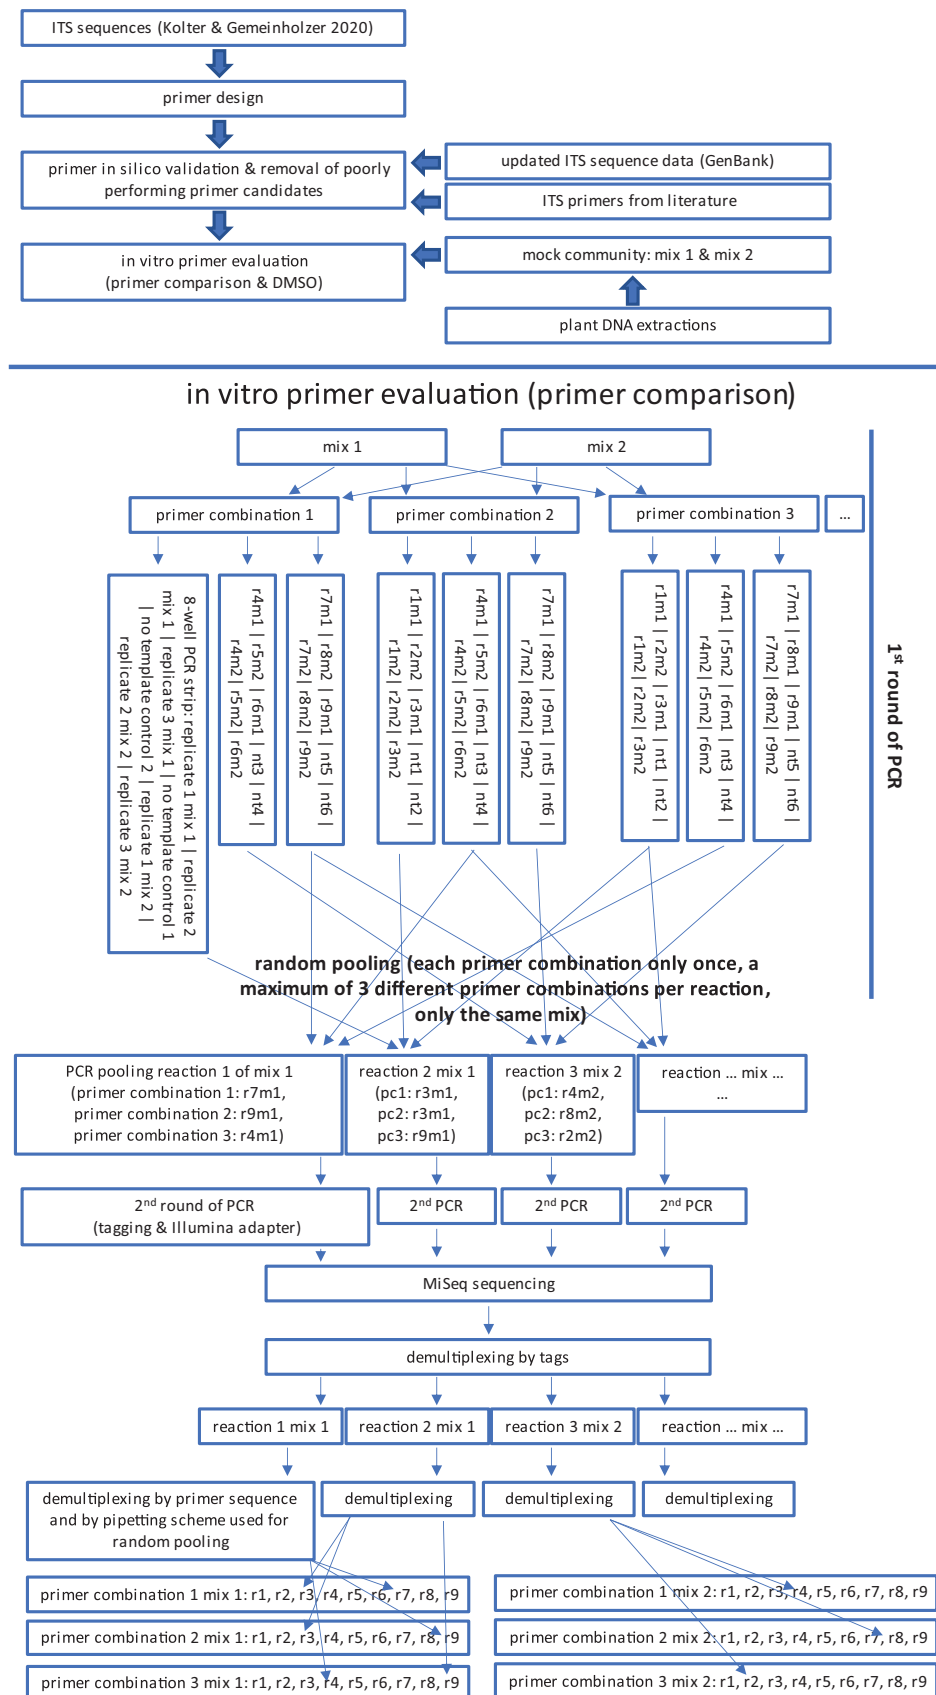 ITS sequences (Kolter & Gemeinholzer 2020)
primer design
primer in silico validation & removal of poorly
performing primer candidates
updated ITS sequence data (GenBank)
ITS primers from literature
in vitro primer evaluation
(primer comparison & DMSO)
mock community: mix 1 & mix 2
plant DNA extractions
in vitro primer evaluation (primer comparison)
mix 1
mix 2
primer combination 1
primer combination 2
primer combination 3
...
8-well PCR strip: replicate 1 mix 1 | replicate 2
mix 1 | replicate 3 mix 1 | no template control 1
| no template control 2 | replicate 1 mix 2 |
replicate 2 mix 2 | replicate 3 mix 2
r4m1 | r5m2 | r6m1 | nt3 | nt4 |
r4m2 | r5m2| r6m2
r7m1 | r8m2 | r9m1 | nt5 | nt6 |
r7m2 | r8m2| r9m2
r1m1 | r2m2 | r3m1 | nt1 | nt2 |
r1m2 | r2m2| r3m2
r4m1 | r5m2 | r6m1 | nt3 | nt4 |
r4m2 | r5m2| r6m2
r7m1 | r8m2 | r9m1 | nt5 | nt6 |
r7m2 | r8m2| r9m2
r1m1 | r2m2 | r3m1 | nt1 | nt2 |
r1m2 | r2m2| r3m2
r4m1 | r5m2 | r6m1 | nt3 | nt4 |
r4m2 | r5m2| r6m2
r7m1 | r8m1 | r9m1 | nt5 | nt6 |
r7m2 | r8m2| r9m2
1st round of PCR
random pooling (each primer combination only once, a
maximum of 3 different primer combinations per reaction,
only the same mix)
PCR pooling reaction 1 of mix 1
(primer combination 1: r7m1,
primer combination 2: r9m1,
primer combination 3: r4m1)
reaction 2 mix 1
(pc1: r3m1,
pc2: r3m1,
pc3: r9m1)
reaction 3 mix 2
(pc1: r4m2,
pc2: r8m2,
pc3: r2m2)
reaction ... mix ...
...
2nd round of PCR
(tagging & Illumina adapter)
2nd PCR
2nd PCR
2nd PCR
MiSeq sequencing
demultiplexing by tags
reaction 1 mix 1
reaction 2 mix 1
reaction 3 mix 2
reaction ... mix ...
demultiplexing by primer sequence
and by pipetting scheme used for
random pooling
demultiplexing
demultiplexing
demultiplexing
primer combination 1 mix 1: r1, r2, r3, r4, r5, r6, r7, r8, r9
primer combination 1 mix 2: r1, r2, r3, r4, r5, r6, r7, r8, r9
primer combination 2 mix 1: r1, r2, r3, r4, r5, r6, r7, r8, r9
primer combination 2 mix 2: r1, r2, r3, r4, r5, r6, r7, r8, r9
primer combination 3 mix 1: r1, r2, r3, r4, r5, r6, r7, r8, r9
primer combination 3 mix 2: r1, r2, r3, r4, r5, r6, r7, r8, r9